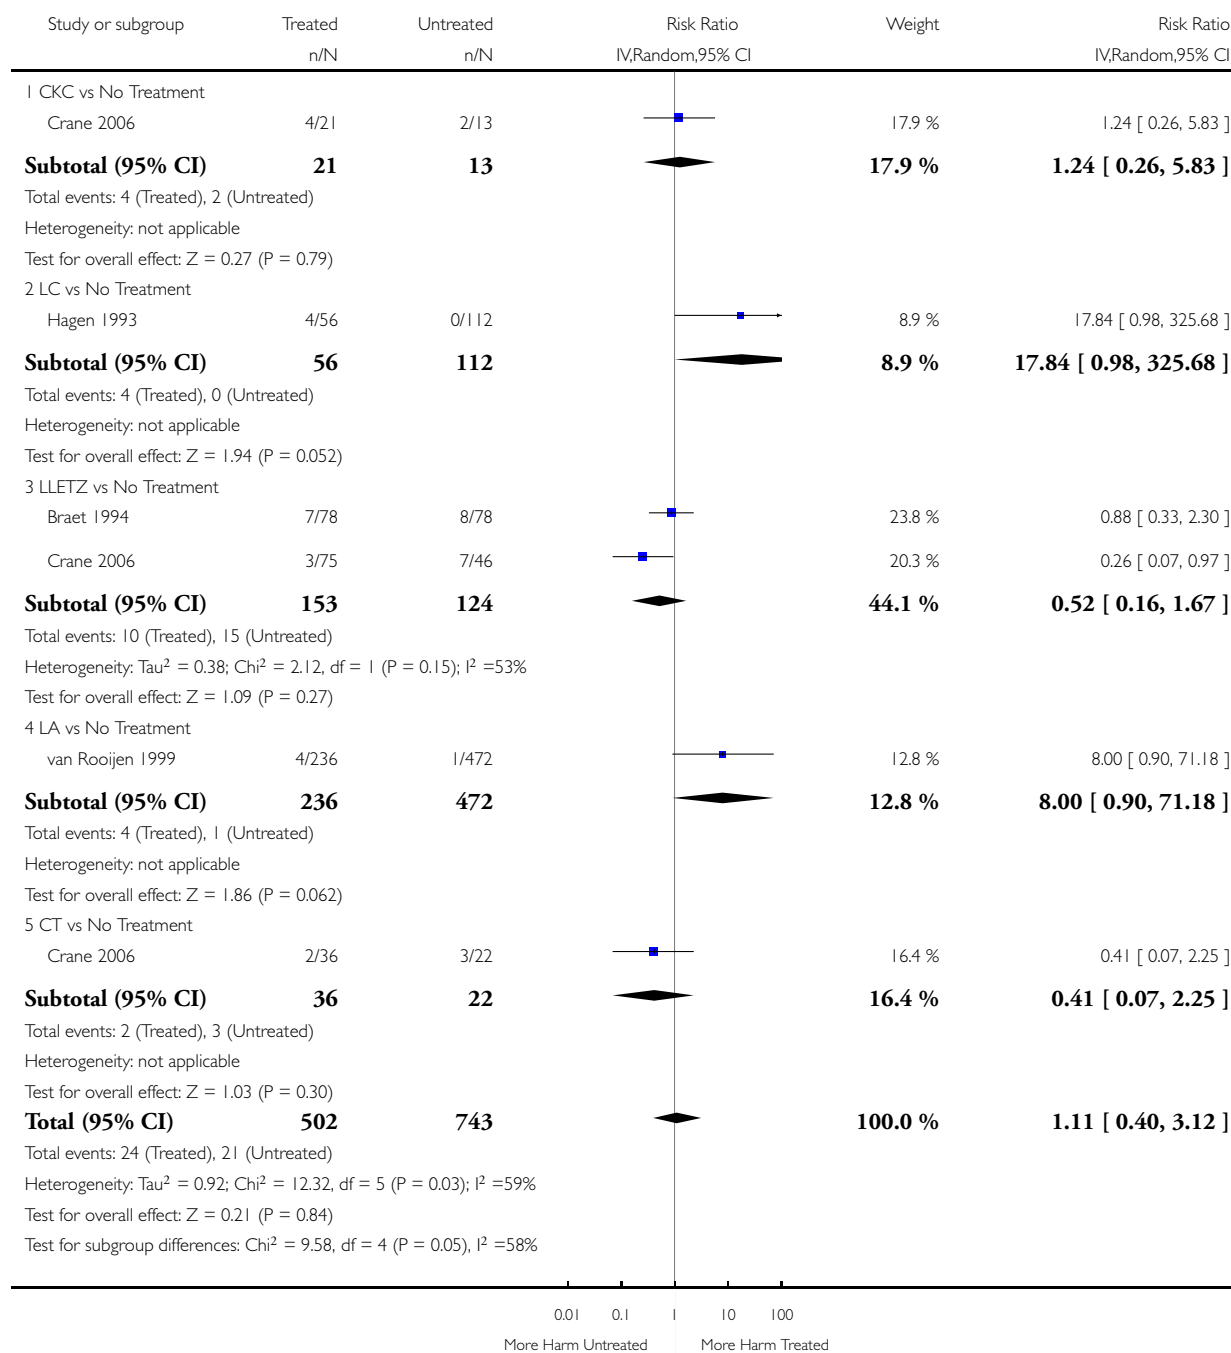 Study or subgroup Treated Untreated Risk Ratio Weight Risk Ratio
n/N n/N IV,Random,95% CI IV,Random,95% CI
1 CKC vs No Treatment
Crane 2006 4/21 2/13 17.9 % 1.24 [ 0.26, 5.83 ]
Subtotal (95% CI) 21 13 17.9 % 1.24 [ 0.26, 5.83 ]
Total events: 4 (Treated), 2 (Untreated)
Heterogeneity: not applicable
Test for overall effect: Z = 0.27 (P = 0.79)
2 LC vs No Treatment
Hagen 1993 4/56 0/112 8.9 % 17.84 [ 0.98, 325.68 ]
Subtotal (95% CI) 56 112 8.9 % 17.84 [ 0.98, 325.68 ]
Total events: 4 (Treated), 0 (Untreated)
Heterogeneity: not applicable
Test for overall effect: Z = 1.94 (P = 0.052)
3 LLETZ vs No Treatment
Braet 1994 7/78 8/78 23.8 % 0.88 [ 0.33, 2.30 ]
Crane 2006 3/75 7/46 20.3 % 0.26 [ 0.07, 0.97 ]
Subtotal (95% CI) 153 124 44.1 % 0.52 [ 0.16, 1.67 ]
Total events: 10 (Treated), 15 (Untreated)
Heterogeneity: Tau² = 0.38; Chi² = 2.12, df = 1 (P = 0.15); I² =53%
Test for overall effect: Z = 1.09 (P = 0.27)
4 LA vs No Treatment
van Rooijen 1999 4/236 1/472 12.8 % 8.00 [ 0.90, 71.18 ]
Subtotal (95% CI) 236 472 12.8 % 8.00 [ 0.90, 71.18 ]
Total events: 4 (Treated), 1 (Untreated)
Heterogeneity: not applicable
Test for overall effect: Z = 1.86 (P = 0.062)
5 CT vs No Treatment
Crane 2006 2/36 3/22 16.4 % 0.41 [ 0.07, 2.25 ]
Subtotal (95% CI) 36 22 16.4 % 0.41 [ 0.07, 2.25 ]
Total events: 2 (Treated), 3 (Untreated)
Heterogeneity: not applicable
Test for overall effect: Z = 1.03 (P = 0.30)
Total (95% CI) 502 743 100.0 % 1.11 [ 0.40, 3.12 ]
Total events: 24 (Treated), 21 (Untreated)
Heterogeneity: Tau² = 0.92; Chi² = 12.32, df = 5 (P = 0.03); I² =59%
Test for overall effect: Z = 0.21 (P = 0.84)
Test for subgroup differences: Chi² = 9.58, df = 4 (P = 0.05), I² =58%
0.01 0.1 1 10 100
More Harm Untreated More Harm Treated